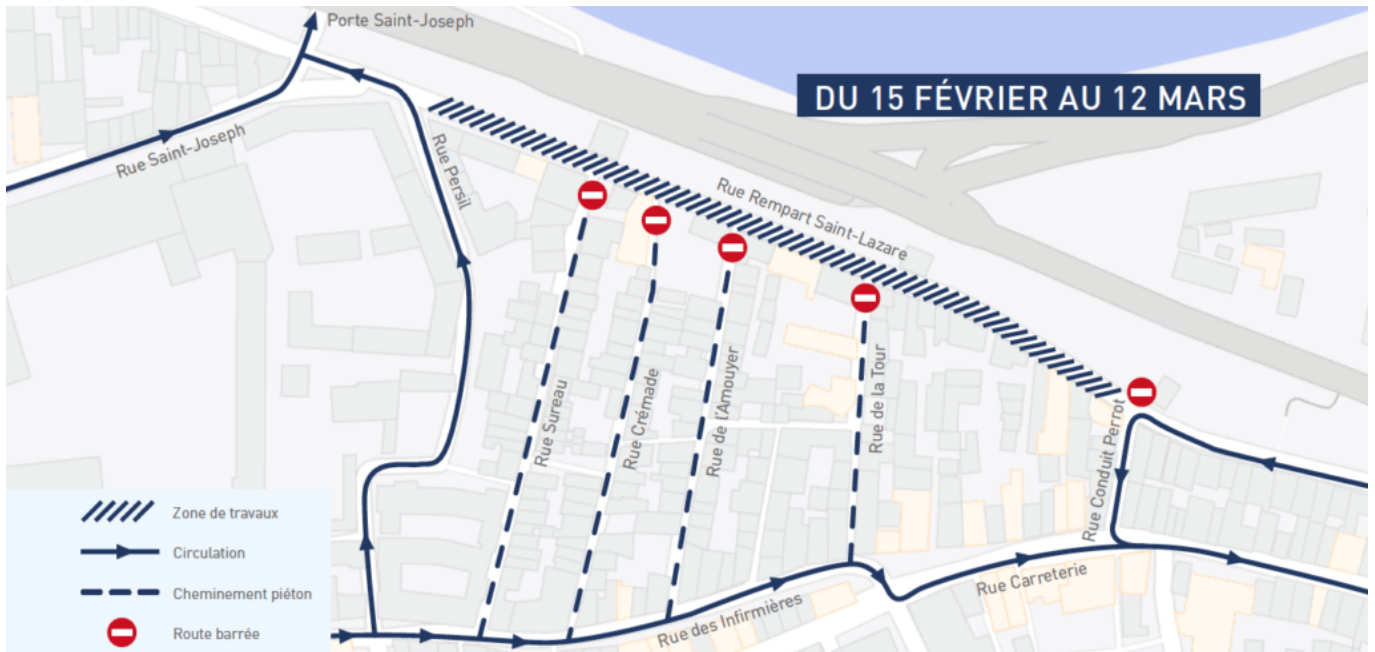 Porte Saint-Joseph
DU 15 FÉVRIER AU 12 MARS
Rue Saint-Joseph
Rue Persil
Rue Rempart Saint-Lazare
Rue Sureau
Rue Crémade
Rue de l'Amouyer
Rue de la Tour
Rue Conduit Perrot
Rue des Infirmières
Rue Carreterie
Zone de travaux
Circulation
Cheminement piéton
Route barrée